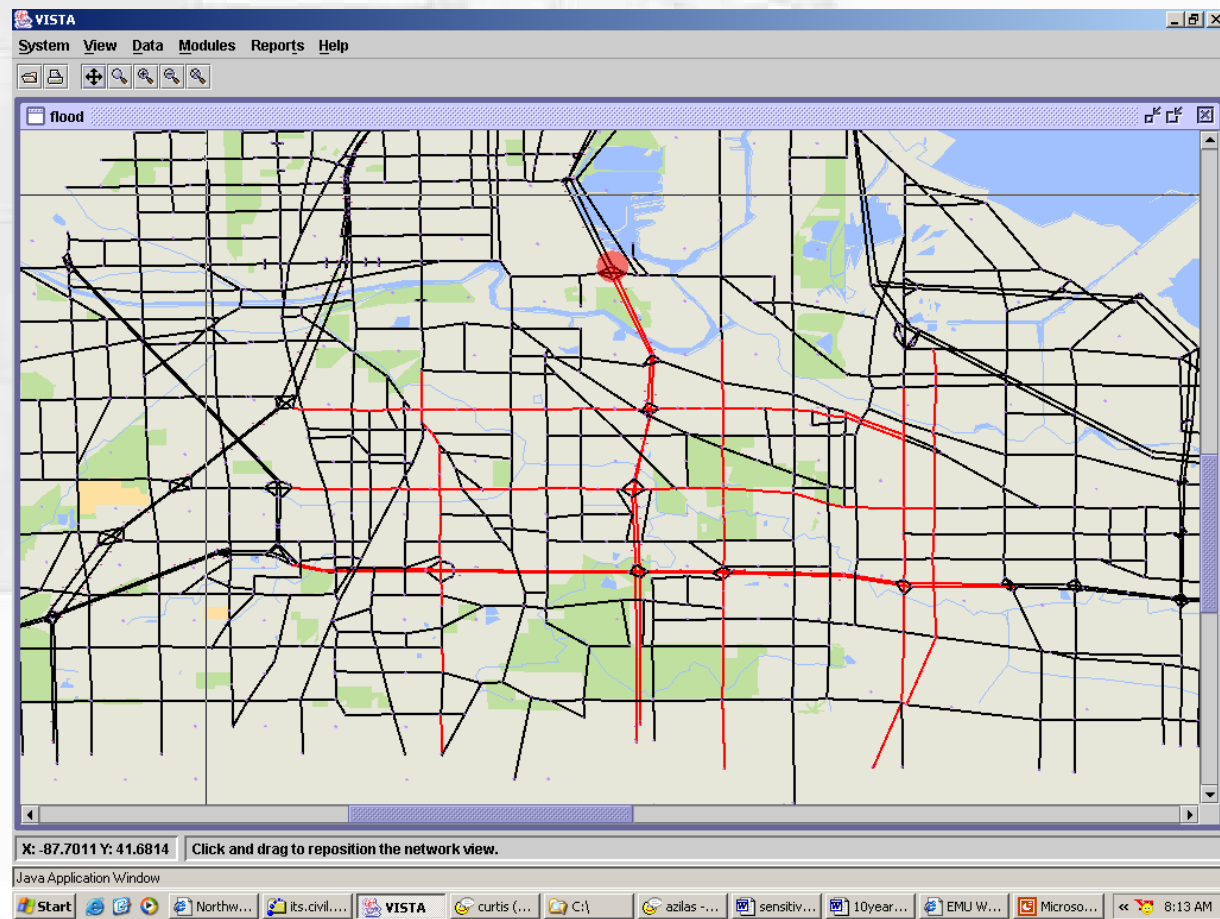 VISTA
System View Data Modules Reports Help
flood
X: -87.7011 Y: 41.6814 Click and drag to reposition the network view.
Java Application Window
Start Northw... its.civil.... VISTA curtis (... C:\ azilas -... sensitiv... 10year... EMU W... Microso... « 8:13 AM